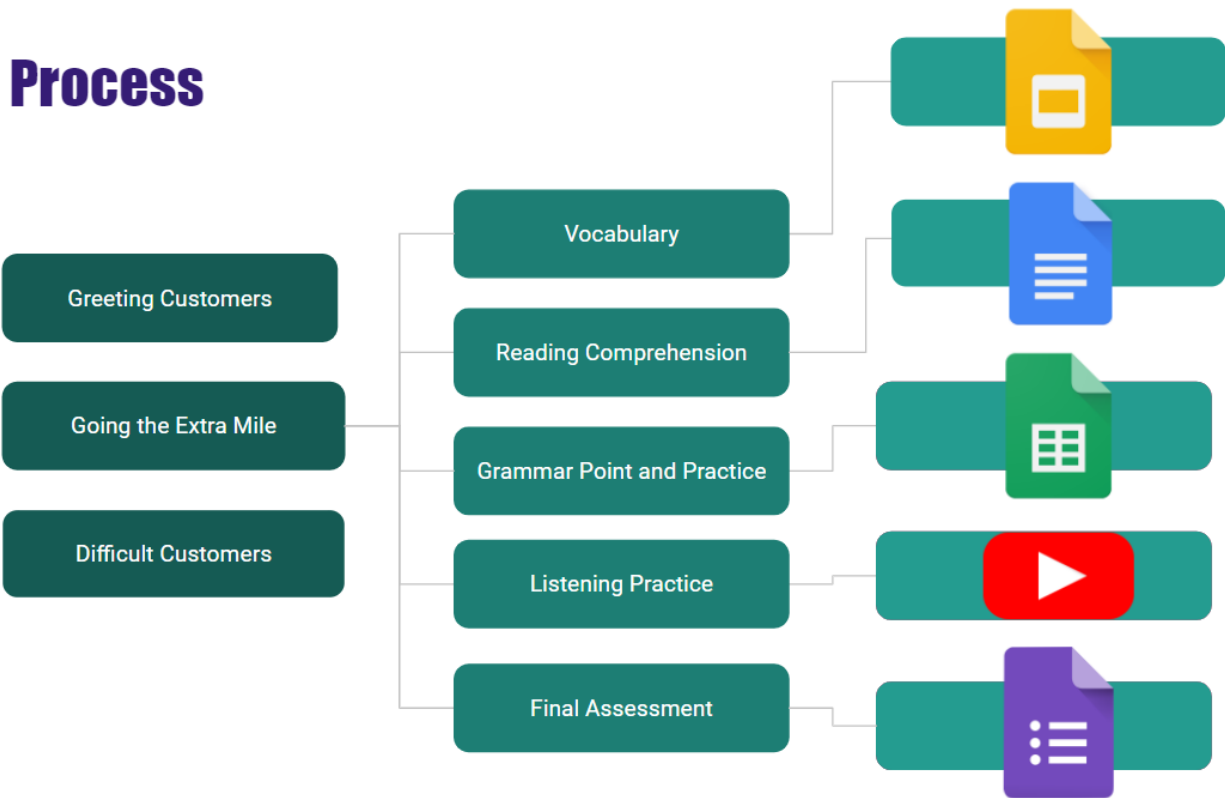 Process
Greeting Customers
Going the Extra Mile
Difficult Customers
Vocabulary
Reading Comprehension
Grammar Point and Practice
Listening Practice
Final Assessment